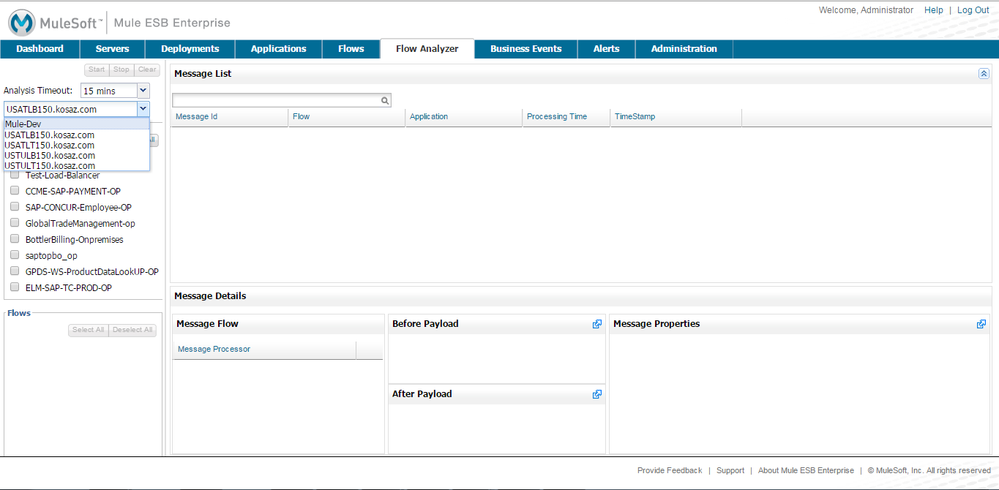 MuleSoft™ Mule ESB Enterprise
Welcome, Administrator Help | Log Out
Dashboard Servers Deployments Applications Flows Flow Analyzer Business Events Alerts Administration
Start Stop Clear
Analysis Timeout: 15 mins
USATLB150.kosaz.com
Mule-Dev
USATLB150.kosaz.com
USATLT150.kosaz.com
USTULB150.kosaz.com
USTULT150.kosaz.com
Test-Load-Balancer
CCME-SAP-PAYMENT-OP
SAP-CONCUR-Employee-OP
GlobalTradeManagement-op
BottlerBilling-Onpremises
saptopbo_op
GPDS-WS-ProductDataLookUP-OP
ELM-SAP-TC-PROD-OP
Flows
Select All Deselect All
Message List
Message Id Flow Application Processing Time TimeStamp
Message Details
Message Flow
Message Processor
Before Payload
After Payload
Message Properties
Provide Feedback | Support | About Mule ESB Enterprise | © MuleSoft, Inc. All rights reserved